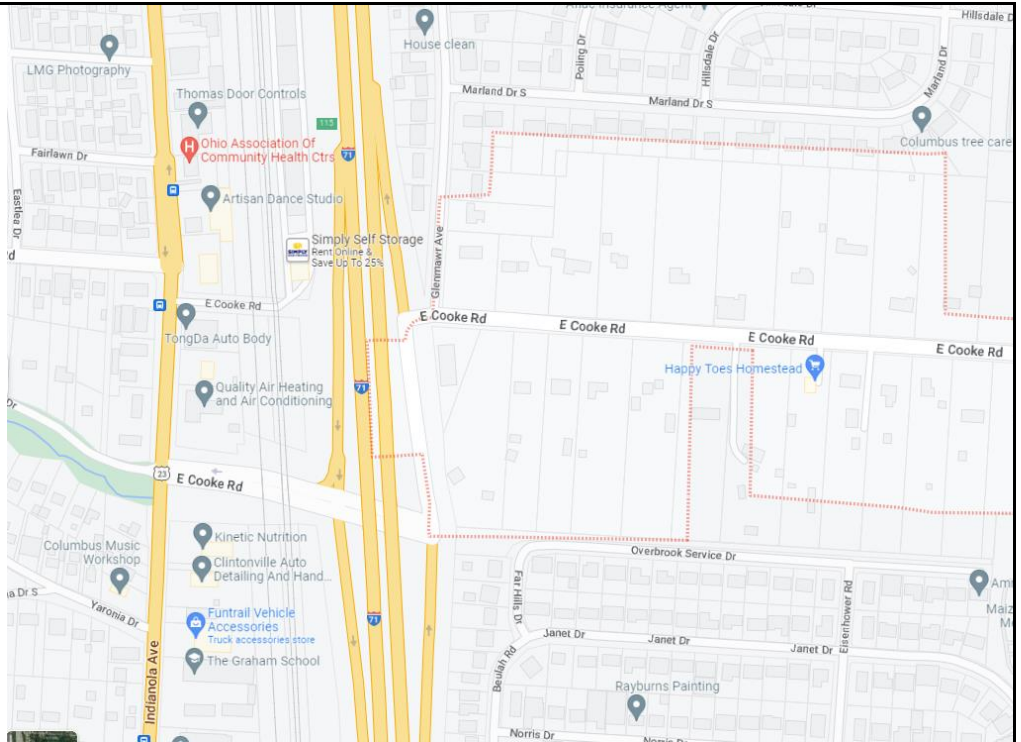 Hillsdale D
House clean
LMG Photography
Poling Dr
Hillsdale Dr
Marland Dr
Thomas Door Controls
Marland Dr S
Marland Dr S
115
71
Columbus tree care
H
Ohio Association Of
Community Health Ctrs
Fairlawn Dr
Eastlea Dr
Artisan Dance Studio
Simply Self Storage
Rent Online &
Save Up To 25%
Glenmawr Ave
rd
E Cooke Rd
E Cooke Rd
E Cooke Rd
E Cooke Rd
E Cooke Rd
TongDa Auto Body
Happy Toes Homestead
71
Quality Air Heating
and Air Conditioning
Dr
23
E Cooke Rd
Kinetic Nutrition
Columbus Music
Workshop
Clintonville Auto
Detailing And Hand...
Overbrook Service Dr
Far Hills Dr
Eisenhower Rd
a Dr S
Yaronia Dr
Funtrail Vehicle
Accessories
Truck accessories store
71
Janet Dr
Janet Dr
Janet Dr
The Graham School
Indianola Ave
Beulah Rd
Rayburns Painting
Norris Dr